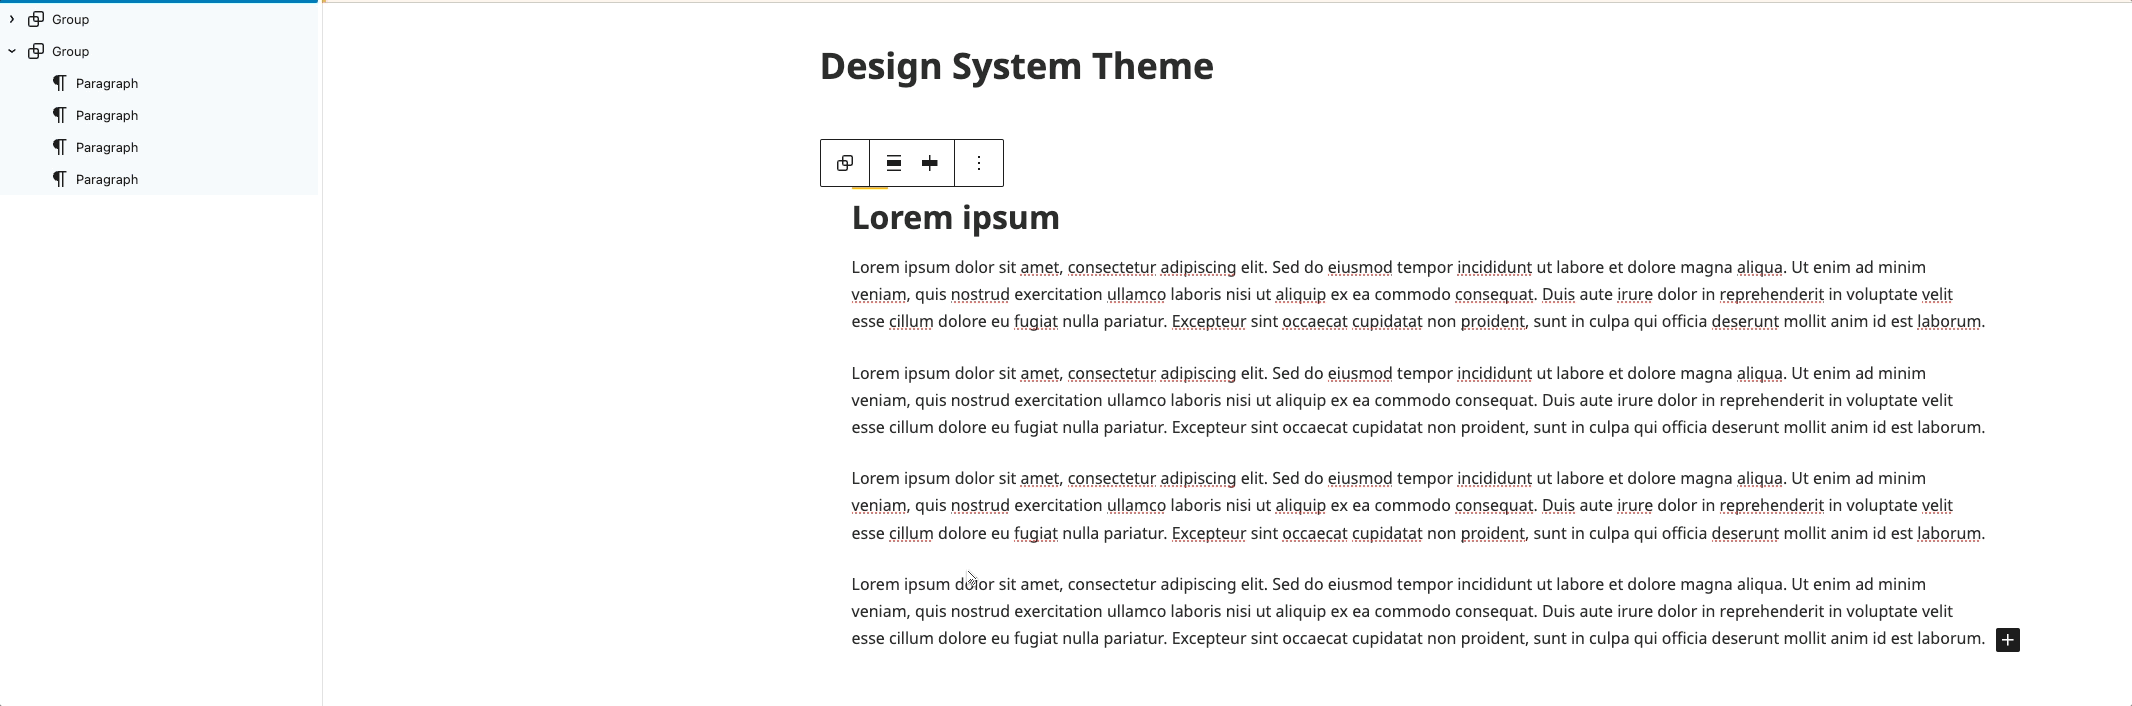 Group
Group
Paragraph
Paragraph
Paragraph
Paragraph
Design System Theme
Lorem ipsum
Lorem ipsum dolor sit amet, consectetur adipiscing elit. Sed do eiusmod tempor incididunt ut labore et dolore magna aliqua. Ut enim ad minim
veniam, quis nostrud exercitation ullamco laboris nisi ut aliquip ex ea commodo consequat. Duis aute irure dolor in reprehenderit in voluptate velit
esse cillum dolore eu fugiat nulla pariatur. Excepteur sint occaecat cupidatat non proident, sunt in culpa qui officia deserunt mollit anim id est laborum.
Lorem ipsum dolor sit amet, consectetur adipiscing elit. Sed do eiusmod tempor incididunt ut labore et dolore magna aliqua. Ut enim ad minim
veniam, quis nostrud exercitation ullamco laboris nisi ut aliquip ex ea commodo consequat. Duis aute irure dolor in reprehenderit in voluptate velit
esse cillum dolore eu fugiat nulla pariatur. Excepteur sint occaecat cupidatat non proident, sunt in culpa qui officia deserunt mollit anim id est laborum.
Lorem ipsum dolor sit amet, consectetur adipiscing elit. Sed do eiusmod tempor incididunt ut labore et dolore magna aliqua. Ut enim ad minim
veniam, quis nostrud exercitation ullamco laboris nisi ut aliquip ex ea commodo consequat. Duis aute irure dolor in reprehenderit in voluptate velit
esse cillum dolore eu fugiat nulla pariatur. Excepteur sint occaecat cupidatat non proident, sunt in culpa qui officia deserunt mollit anim id est laborum.
Lorem ipsum dolor sit amet, consectetur adipiscing elit. Sed do eiusmod tempor incididunt ut labore et dolore magna aliqua. Ut enim ad minim
veniam, quis nostrud exercitation ullamco laboris nisi ut aliquip ex ea commodo consequat. Duis aute irure dolor in reprehenderit in voluptate velit
esse cillum dolore eu fugiat nulla pariatur. Excepteur sint occaecat cupidatat non proident, sunt in culpa qui officia deserunt mollit anim id est laborum.